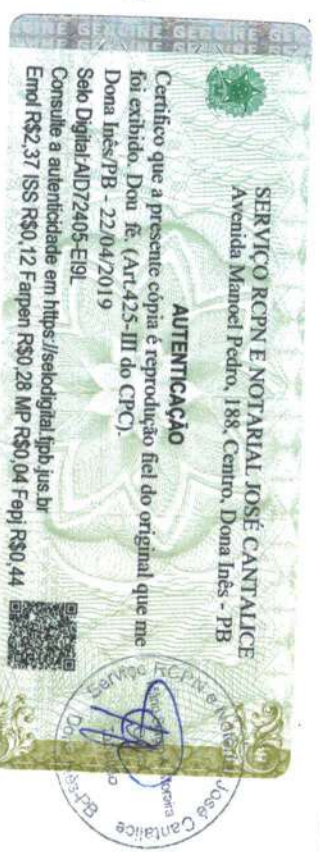 SERVIÇO RCPN E NOTARIAL JOSÉ CANTALICE
Avenida Manoel Pedro, 188, Centro, Dona Inês - PB
AUTENTICAÇÃO
Certifico que a presente cópia é reprodução fiel do original que me
foi exibido. Dou fé. (Art.425-III do CPC).
Dona Inês/PB - 22/04/2019
Selo Digital:AID72405-EI9L
Consulte a autenticidade em https://selodigital.tjpb.jus.br
Emol R$2,37 ISS R$0,12 Farpen R$0,28 MP R$0,04 Fepj R$0,44
Serviço RCPN e Notarial José Cantalice
Moreira
Dona Inês-PB